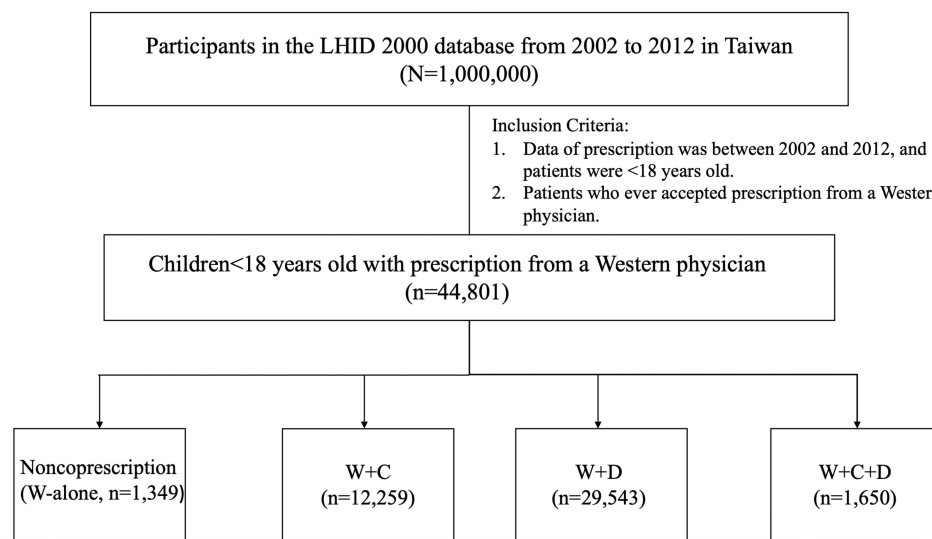 Participants in the LHID 2000 database from 2002 to 2012 in Taiwan
(N=1,000,000)
Inclusion Criteria:
1. Data of prescription was between 2002 and 2012, and
patients were <18 years old.
2. Patients who ever accepted prescription from a Western
physician.
Children<18 years old with prescription from a Western physician
(n=44,801)
Noncoprescription
(W-alone, n=1,349)
W+C
(n=12,259)
W+D
(n=29,543)
W+C+D
(n=1,650)